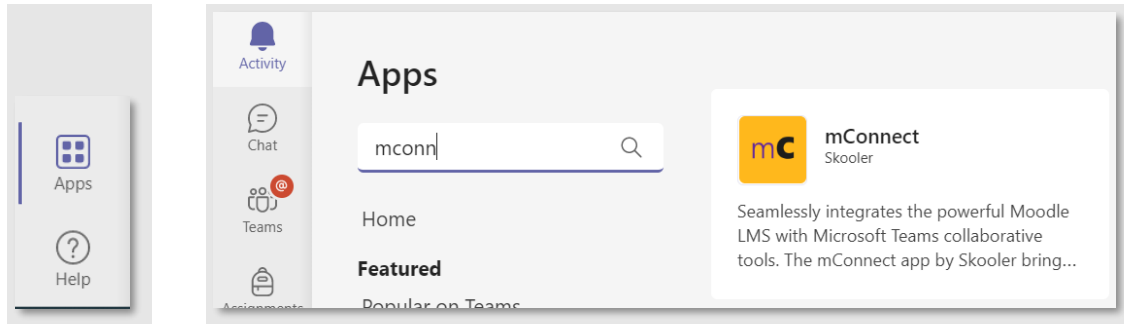 Apps
Help
Activity
Chat
@
Teams
Assignments
Apps
mconn
Home
Featured
Popular on Teams
mC
mConnect
Skooler
Seamlessly integrates the powerful Moodle
LMS with Microsoft Teams collaborative
tools. The mConnect app by Skooler bring...